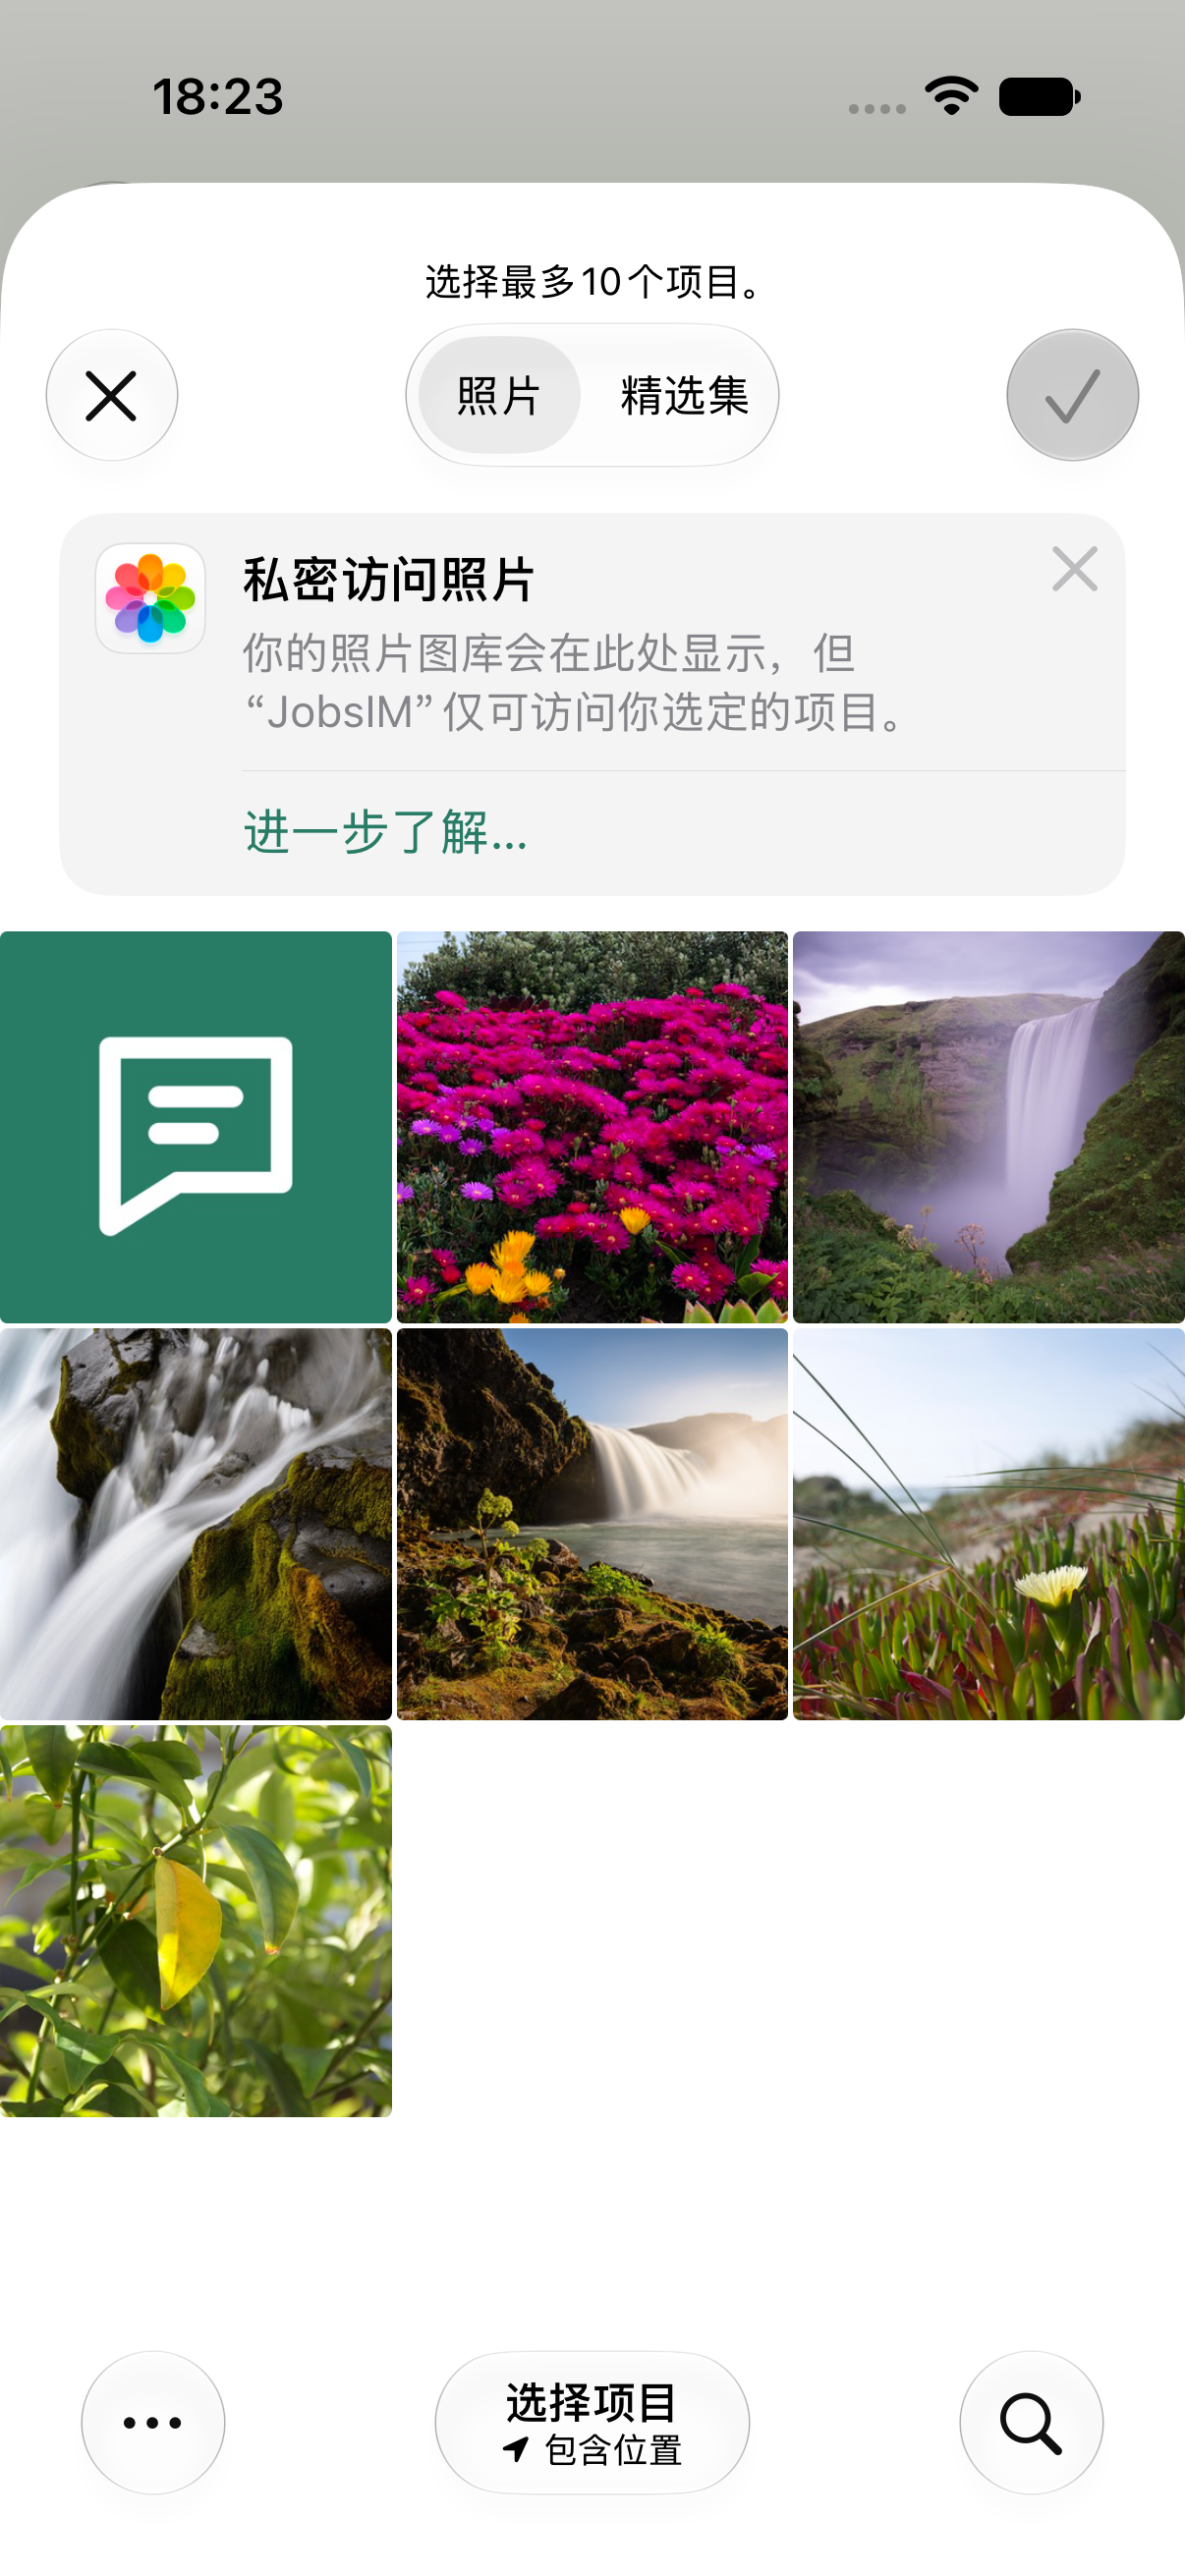 18:23
选择最多10个项目。
照片 精选集
私密访问照片
你的照片图库会在此处显示，但
“JobsIM”仅可访问你选定的项目。
进一步了解...
选择项目
包含位置